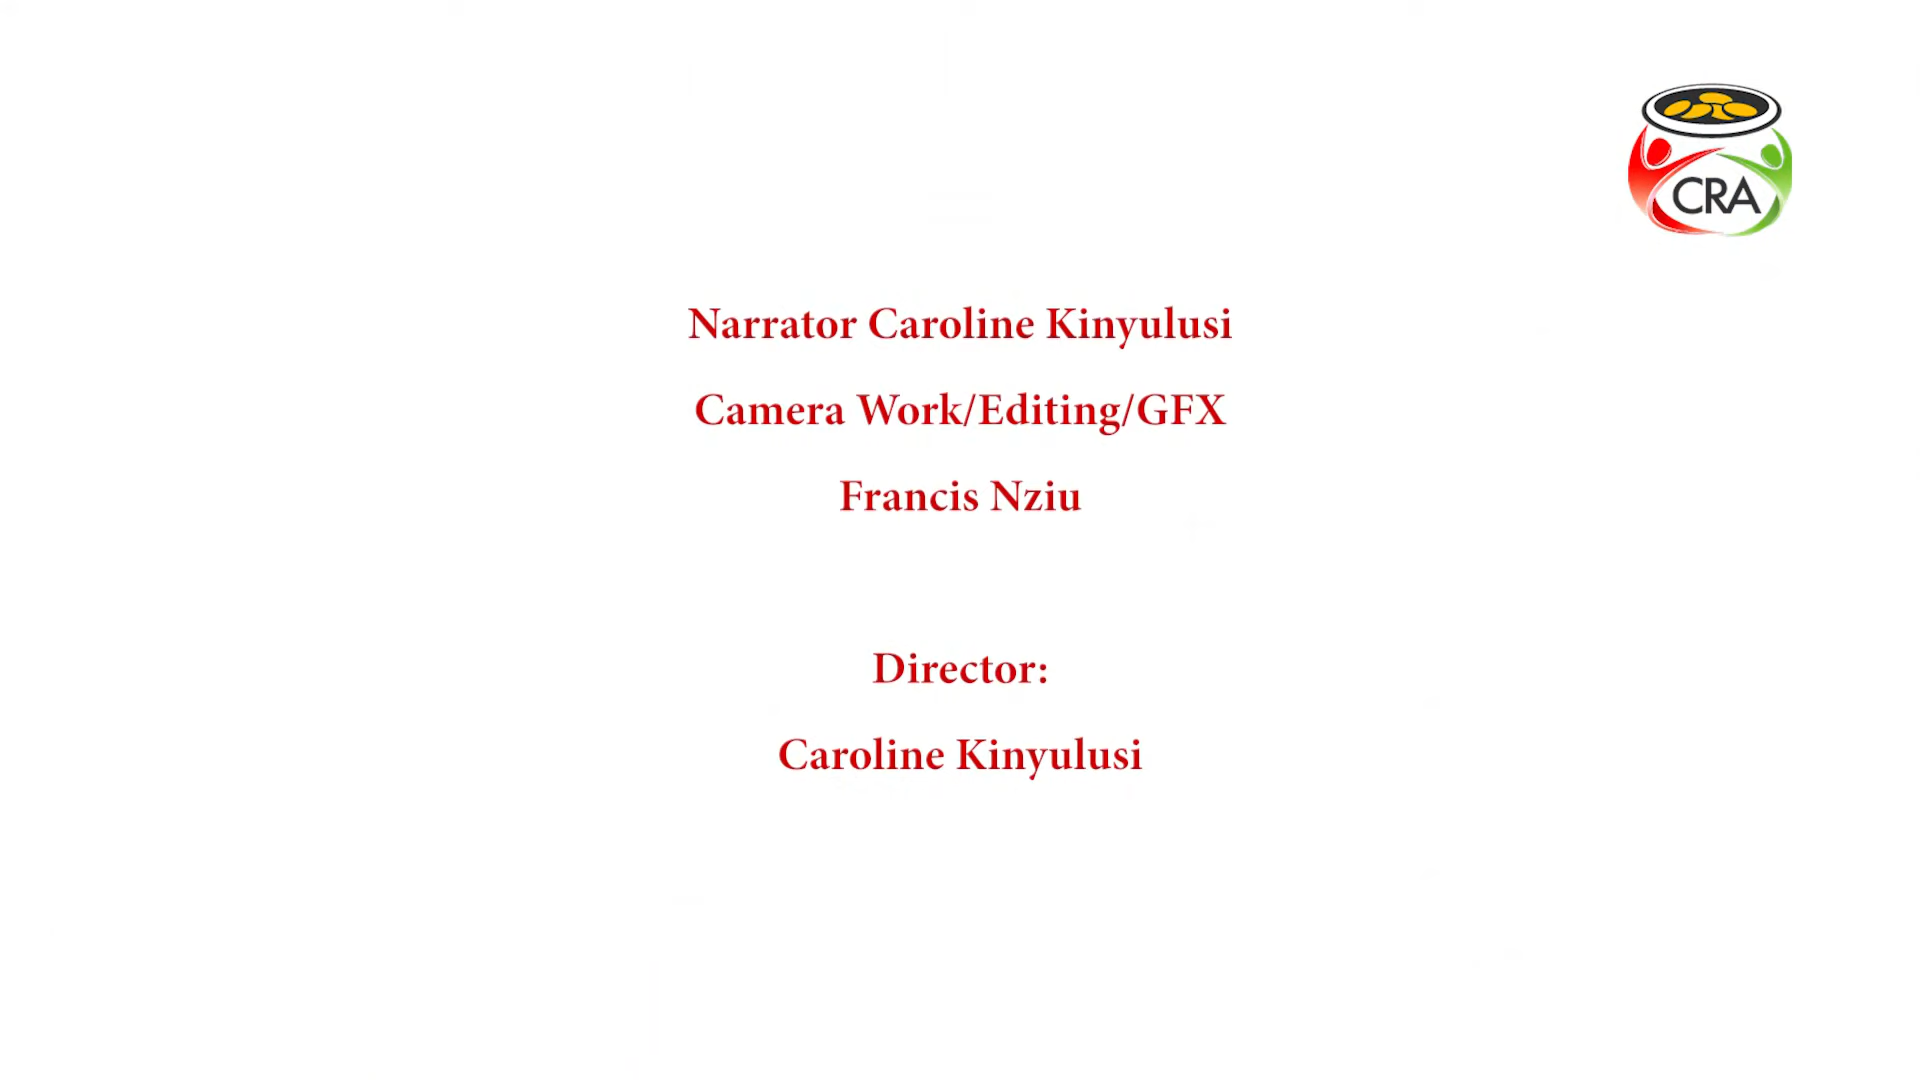 CRA
Narrator Caroline Kinyulusi
Camera Work/Editing/GFX
Francis Nziu
Director:
Caroline Kinyulusi